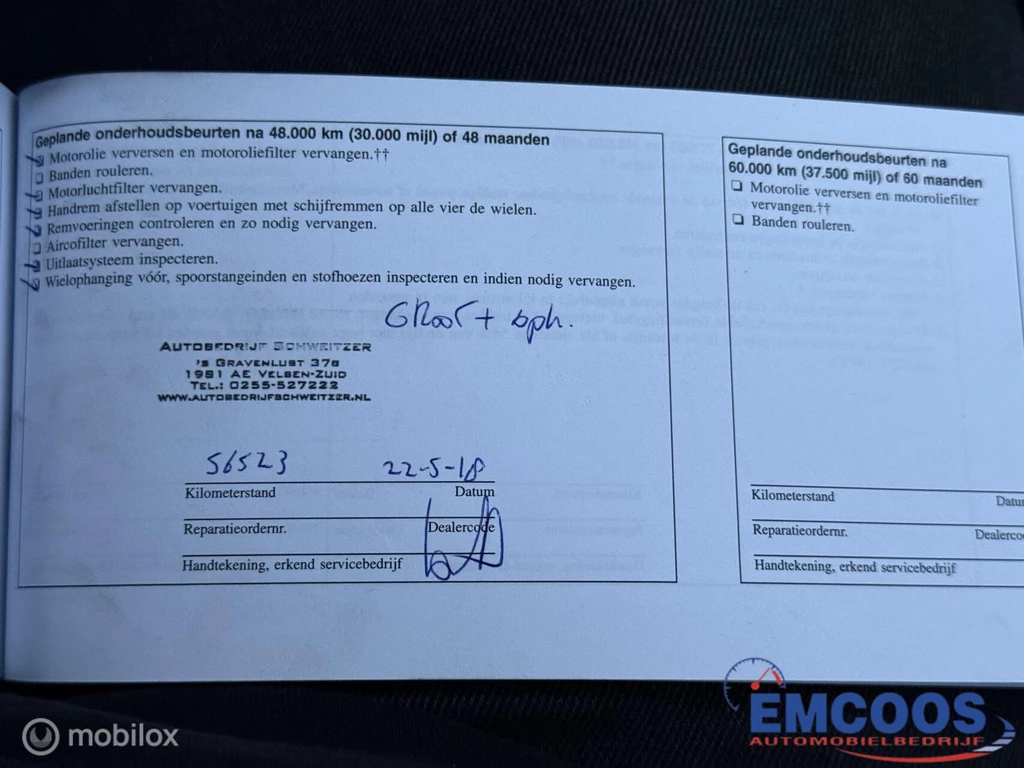 Geplande onderhoudsbeurten na 48.000 km (30.000 mijl) of 48 maanden
Motorolie verversen en motoroliefilter vervangen.††
Banden rouleren.
Motorluchtfilter vervangen.
Handrem afstellen op voertuigen met schijfremmen op alle vier de wielen.
Remvoeringen controleren en zo nodig vervangen.
Aircofilter vervangen.
Uitlaatsysteem inspecteren.
Wielophanging vóór, spoorstangeinden en stofhoezen inspecteren en indien nodig vervangen.
GRooT + oph.
AUTOBEDRIJF SCHWEITZER
'S GRAVENLUST 37a
1981 AE VELSEN-ZUID
TEL.: 0255-527222
WWW.AUTOBEDRIJFSCHWEITZER.NL
56523 22-5-18
Kilometerstand Datum
Reparatieordernr. Dealercode
Handtekening, erkend servicebedrijf
Geplande onderhoudsbeurten na
60.000 km (37.500 mijl) of 60 maanden
Motorolie verversen en motoroliefilter
vervangen.††
Banden rouleren.
Kilometerstand Datu
Reparatieordernr. Dealerco
Handtekening, erkend servicebedrijf
mobilox
EMCOOS
AUTOMOBIELBEDRIJF